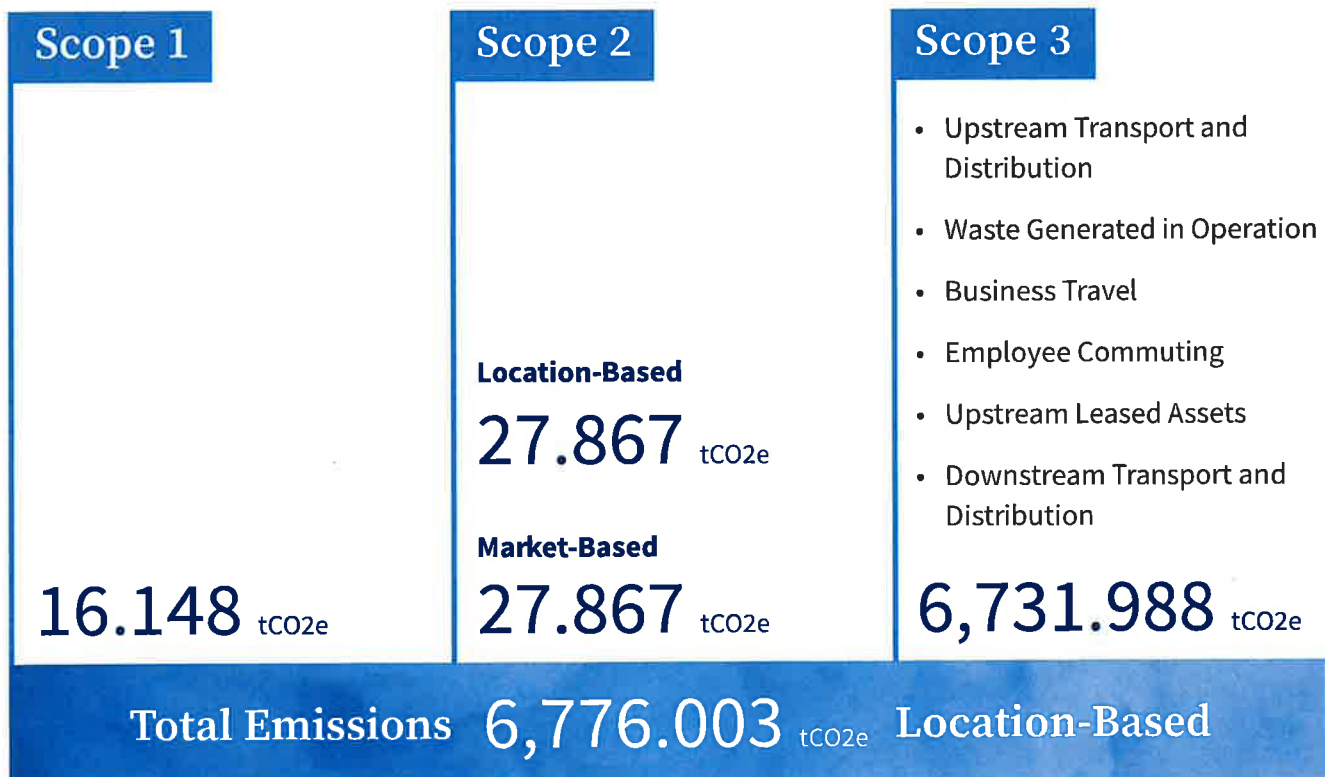 Scope 1
16.148 tCO2e
Scope 2
Location-Based
27.867 tCO2e
Market-Based
27.867 tCO2e
Scope 3
• Upstream Transport and
Distribution
• Waste Generated in Operation
• Business Travel
• Employee Commuting
• Upstream Leased Assets
• Downstream Transport and
Distribution
6,731.988 tCO2e
Total Emissions 6,776.003 tCO2e Location-Based